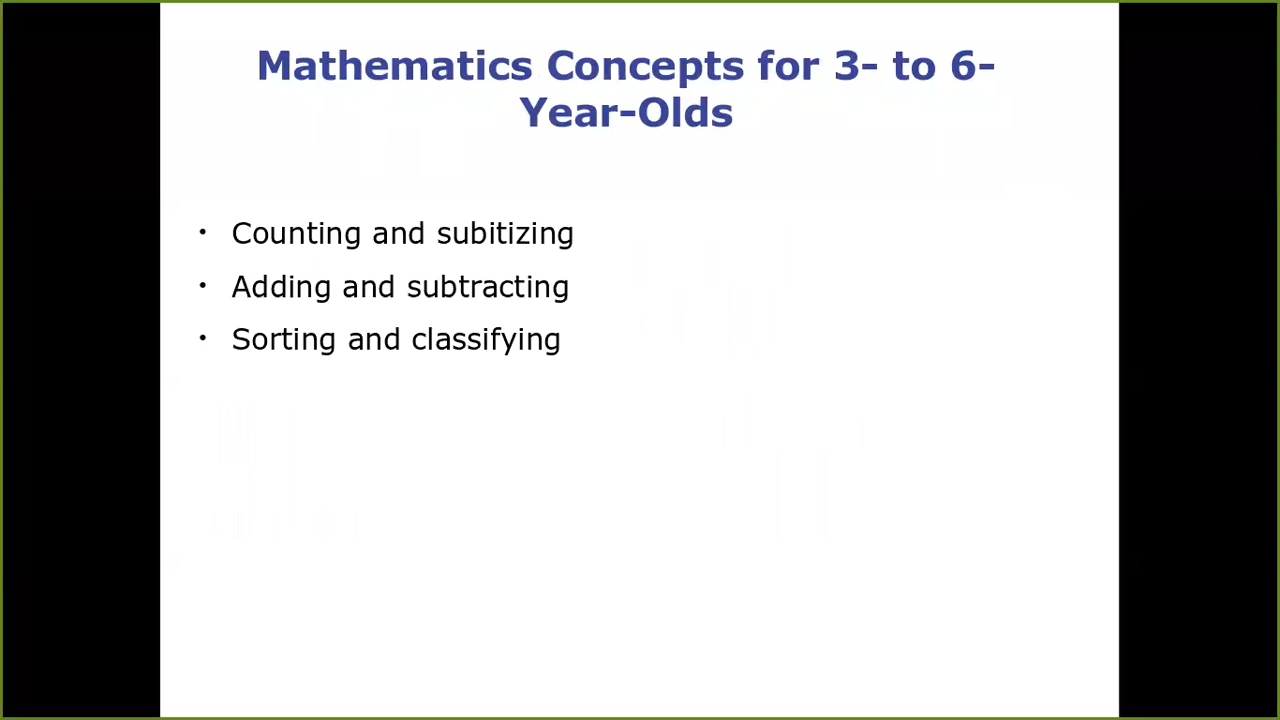 Mathematics Concepts for 3- to 6-
Year-Olds
• Counting and subitizing
• Adding and subtracting
• Sorting and classifying